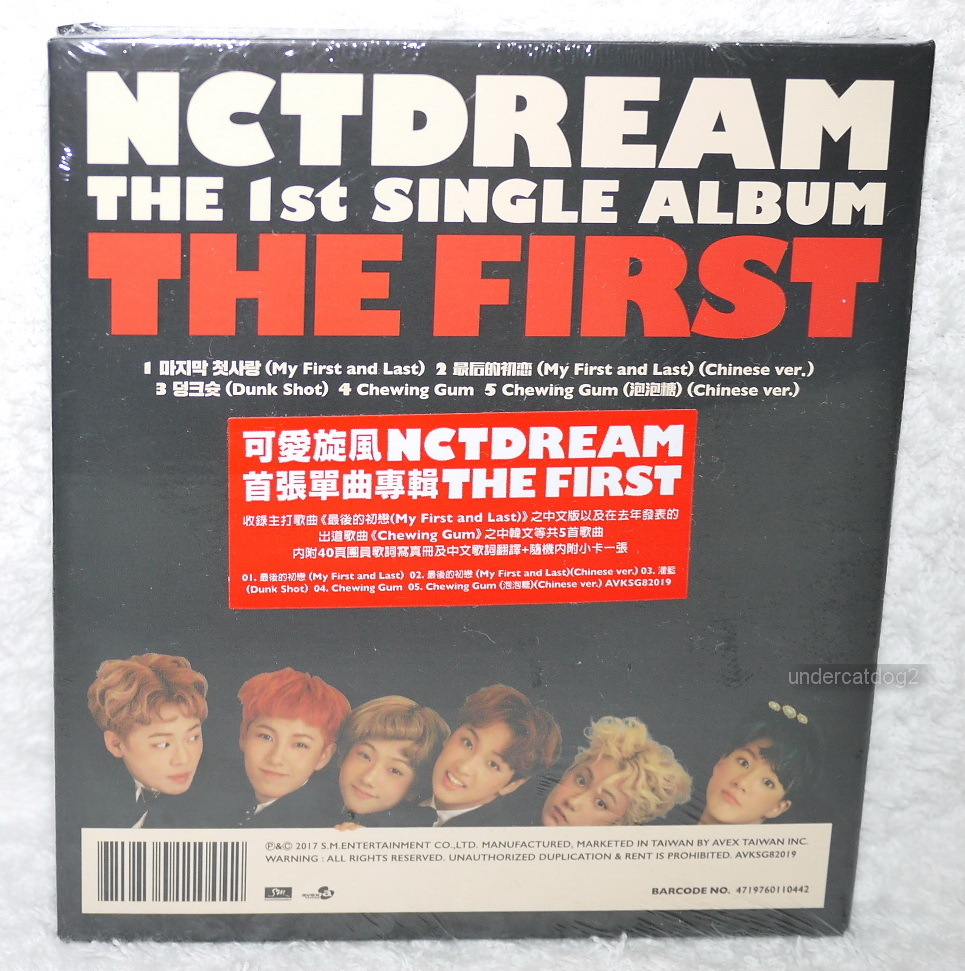 NCTDREAM
THE 1st SINGLE ALBUM
THE FIRST
1 마지막 첫사랑 (My First and Last) 2 最后的初恋 (My First and Last) (Chinese ver.)
3 덩크슛 (Dunk Shot) 4 Chewing Gum 5 Chewing Gum (泡泡糖) (Chinese ver.)
可愛旋風NCTDREAM
首張單曲專輯THE FIRST
收錄主打歌曲《最後的初戀(My First and Last)》之中文版以及在去年發表的
出道歌曲《Chewing Gum》之中韓文等共5首歌曲
內附40頁團員歌詞寫真冊及中文歌詞翻譯+隨機內附小卡一張
01. 最後的初戀 (My First and Last) 02. 最後的初戀 (My First and Last)(Chinese ver.) 03. 灌籃
(Dunk Shot) 04. Chewing Gum 05. Chewing Gum (泡泡糖)(Chinese ver.) AVKSG82019
undercatdog2
℗&© 2017 S.M.ENTERTAINMENT CO.,LTD. MANUFACTURED, MARKETED IN TAIWAN BY AVEX TAIWAN INC.
WARNING : ALL RIGHTS RESERVED. UNAUTHORIZED DUPLICATION & RENT IS PROHIBITED. AVKSG82019
BARCODE NO. 4719760110442